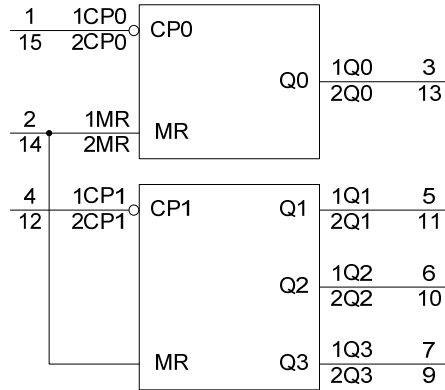 1 1CP0 CP0
15 2CP0
Q0 1Q0 3
2Q0 13
2 1MR MR
14 2MR
4 1CP1 CP1 Q1 1Q1 5
12 2CP1 2Q1 11
Q2 1Q2 6
2Q2 10
MR Q3 1Q3 7
2Q3 9